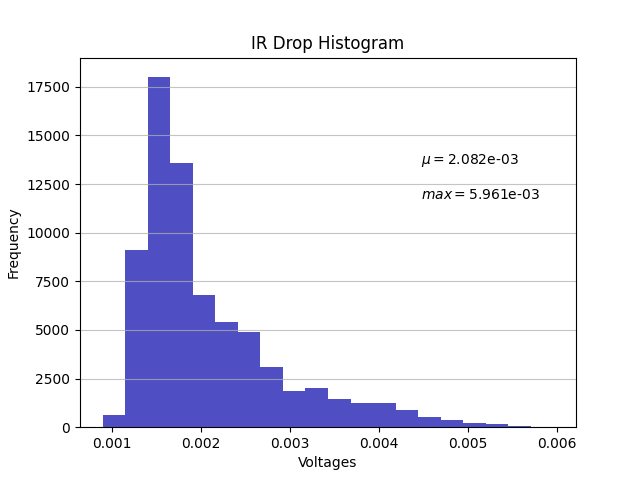 IR Drop Histogram
17500
15000
12500
10000
7500
5000
2500
0
Frequency
μ = 2.082e-03
max = 5.961e-03
0.001 0.002 0.003 0.004 0.005 0.006
Voltages